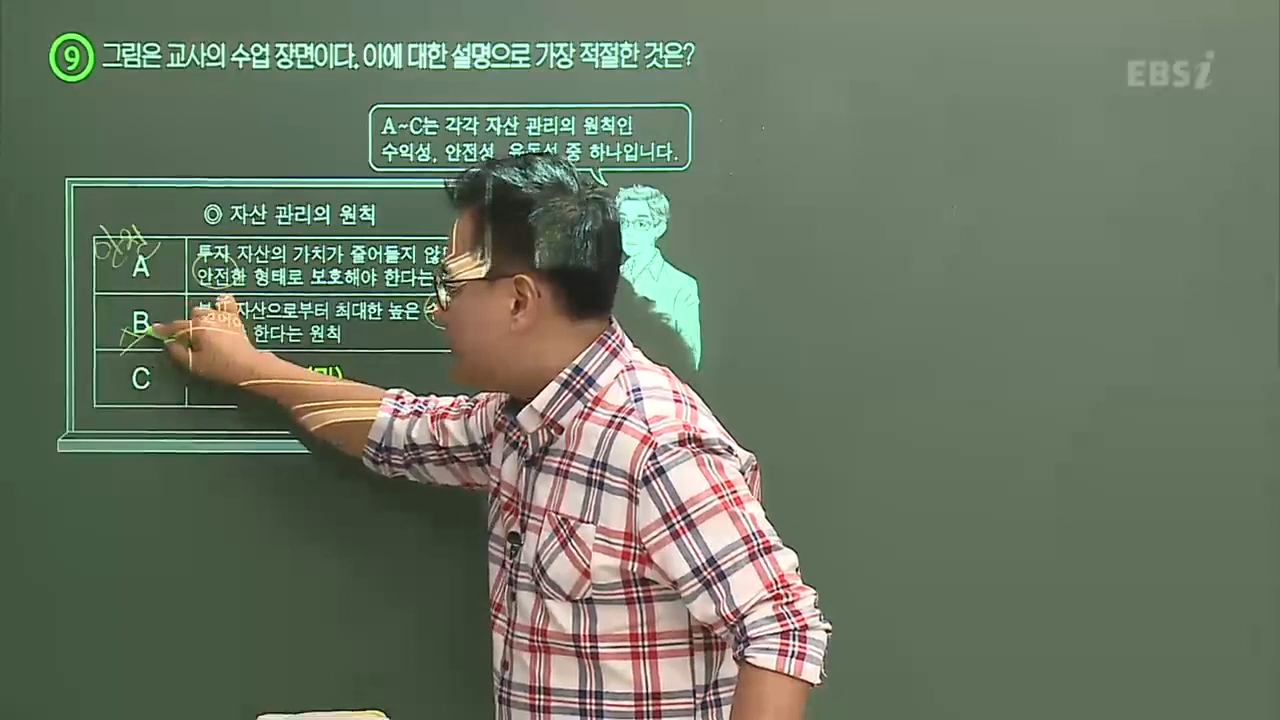 ⑨ 그림은 교사의 수업 장면이다. 이에 대한 설명으로 가장 적절한 것은?
EBSi
A~C는 각각 자산 관리의 원칙인
수익성, 안전성, 유동성 중 하나입니다.
◎ 자산 관리의 원칙
안전
A
투자 자산의 가치가 줄어들지
안전한 형태로 보호해야 한다는
B
자산으로부터 최대한 높은
한다는 원칙
C
(가)